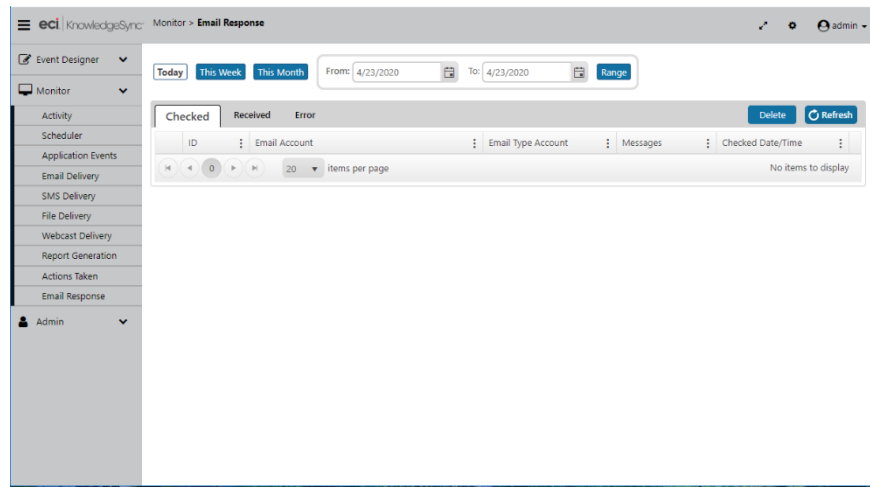 eci KnowledgeSync
Monitor > Email Response
admin
Event Designer
Monitor
Activity
Scheduler
Application Events
Email Delivery
SMS Delivery
File Delivery
Webcast Delivery
Report Generation
Actions Taken
Email Response
Admin
Today This Week This Month From: 4/23/2020 To: 4/23/2020 Range
Checked Received Error Delete Refresh
ID Email Account Email Type Account Messages Checked Date/Time
0 20 items per page No items to display